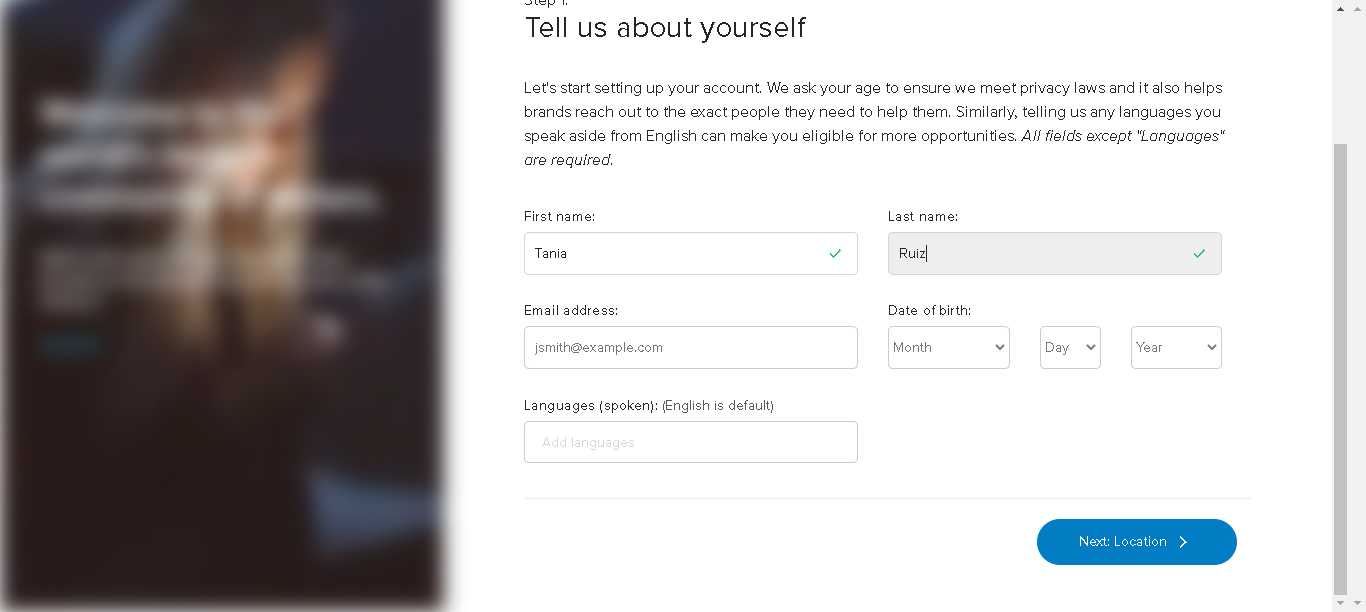 Step 1:
Tell us about yourself
Let's start setting up your account. We ask your age to ensure we meet privacy laws and it also helps
brands reach out to the exact people they need to help them. Similarly, telling us any languages you
speak aside from English can make you eligible for more opportunities. All fields except "Languages"
are required.
First name:
Last name:
Tania
Ruiz
Email address:
Date of birth:
jsmith@example.com
Month
Day
Year
Languages (spoken): (English is default)
Add languages
Next: Location